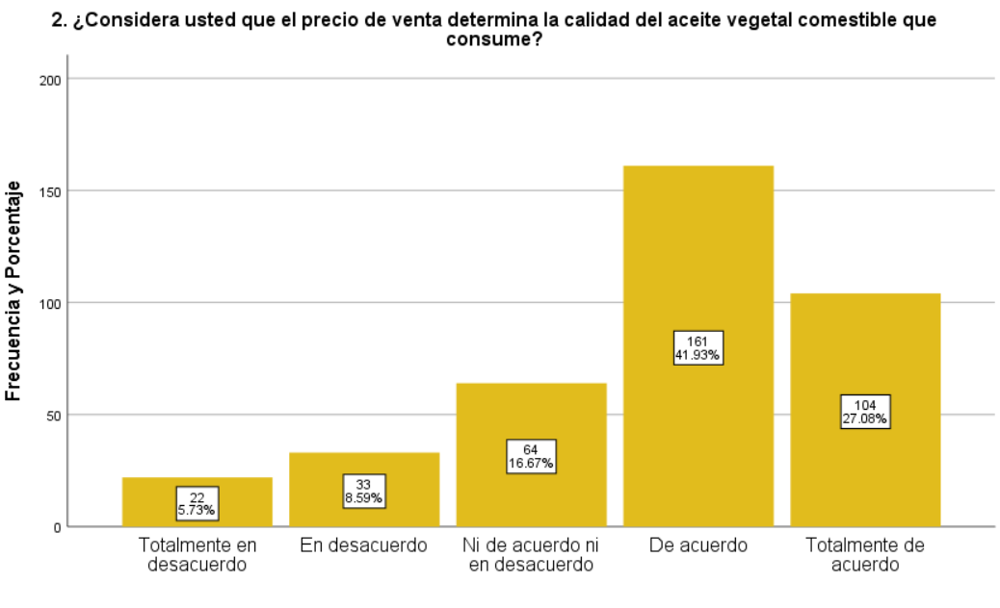 2. ¿Considera usted que el precio de venta determina la calidad del aceite vegetal comestible que
consume?
Frecuencia y Porcentaje
200
150
100
50
0
22
5.73%
33
8.59%
64
16.67%
161
41.93%
104
27.08%
Totalmente en
desacuerdo
En desacuerdo
Ni de acuerdo ni
en desacuerdo
De acuerdo
Totalmente de
acuerdo